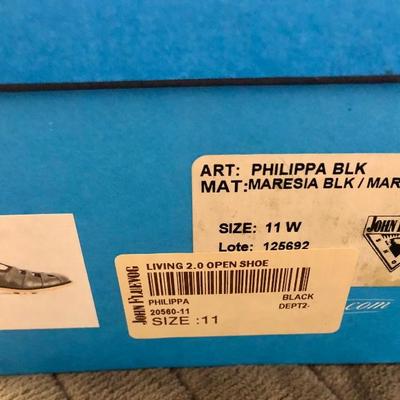 ART: PHILIPPA BLK
MAT: MARESIA BLK / MAR
SIZE: 11 W
Lote: 125692
JOHN FLUEVOG
LIVING 2.0 OPEN SHOE
PHILIPPA BLACK
20560-11 DEPT2-
SIZE :11
.com